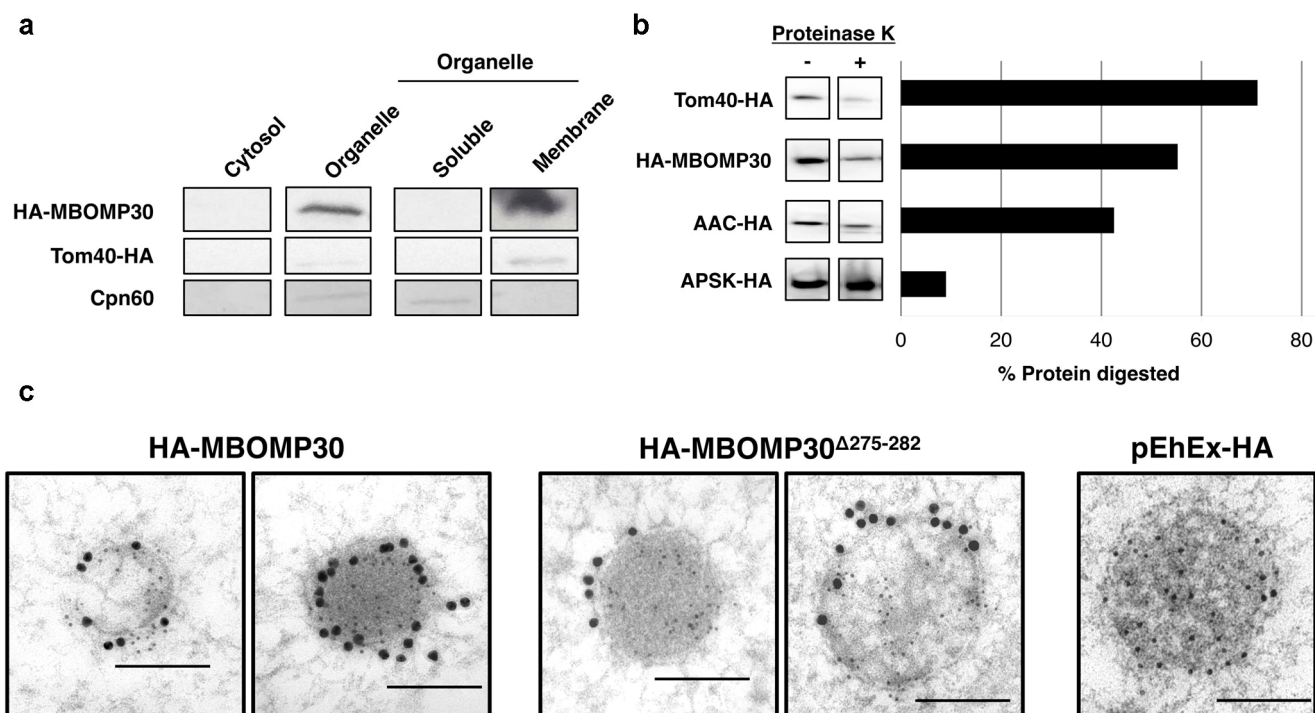 a
Organelle
Cytosol
Organelle
Soluble
Membrane
HA-MBOMP30
Tom40-HA
Cpn60
b
Proteinase K
- +
Tom40-HA
HA-MBOMP30
AAC-HA
APSK-HA
0 20 40 60 80
% Protein digested
c
HA-MBOMP30
HA-MBOMP30Δ275-282
pEhEx-HA